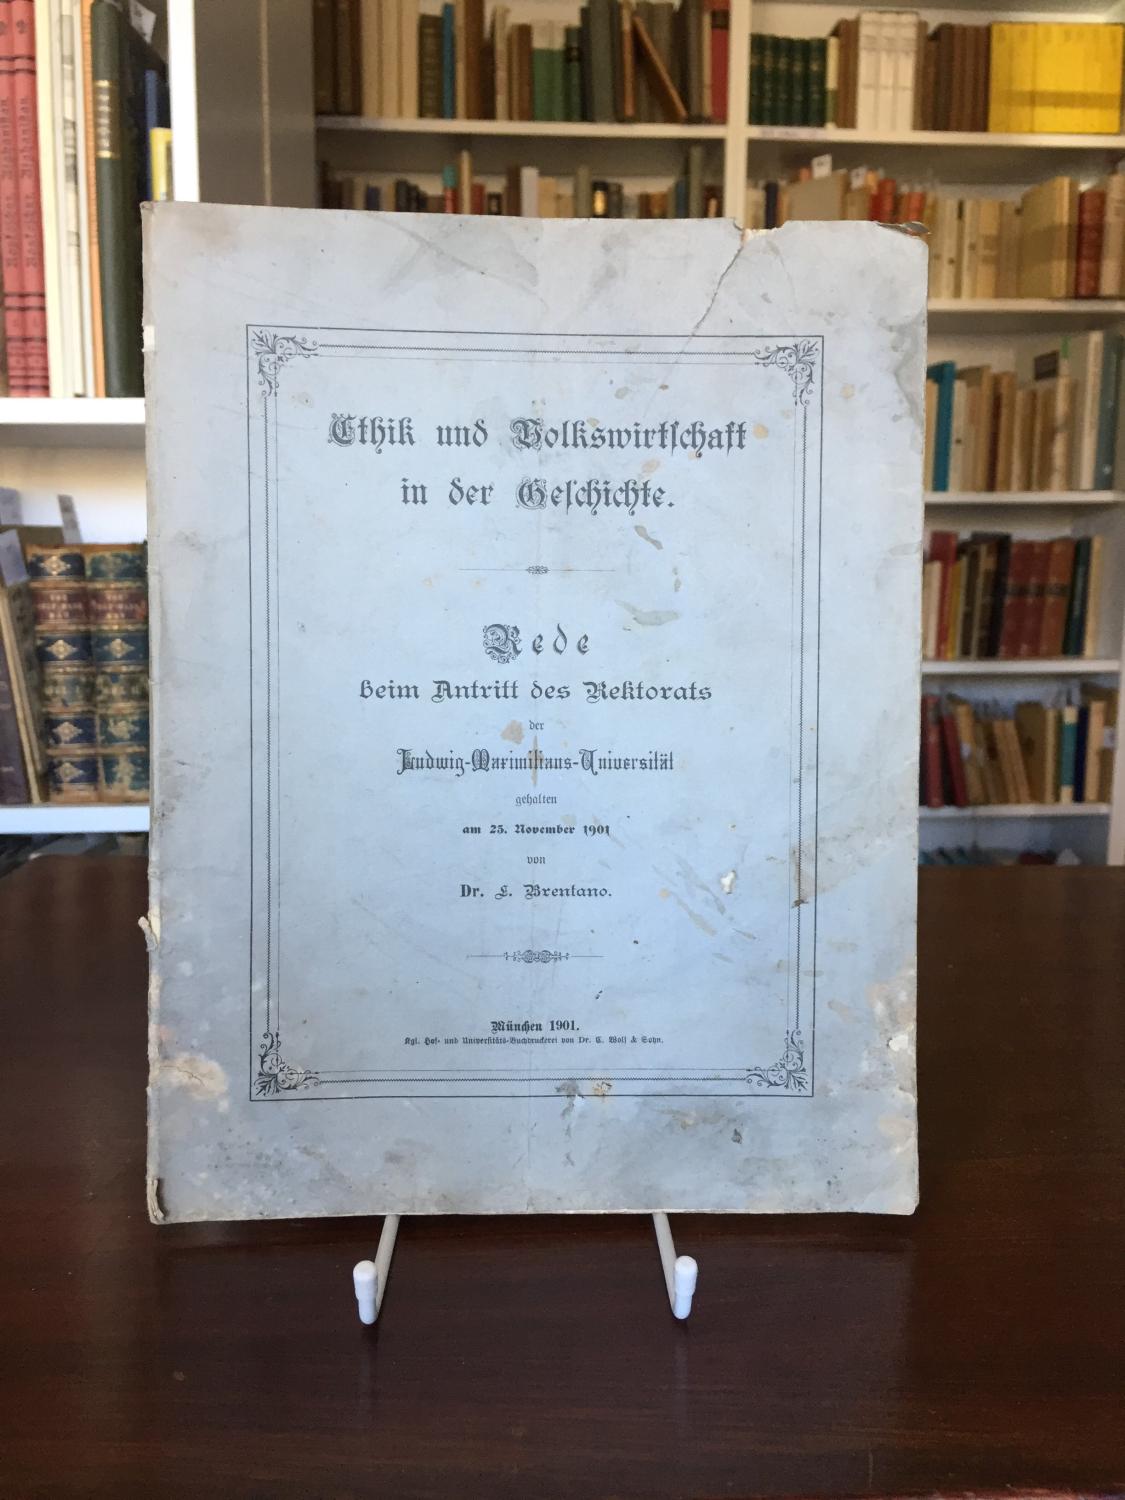 Ethik und Volkswirtſchaft
in der Geſchichte.
Rede
beim Antritt des Rektorats
der
Ludwig-Maximilians-Universität
gehalten
am 25. November 1901
von
Dr. L. Brentano.
München 1901.
Kgl. Hof- und Univerſitäts-Buchdruckerei von Dr. C. Wolf & Sohn.